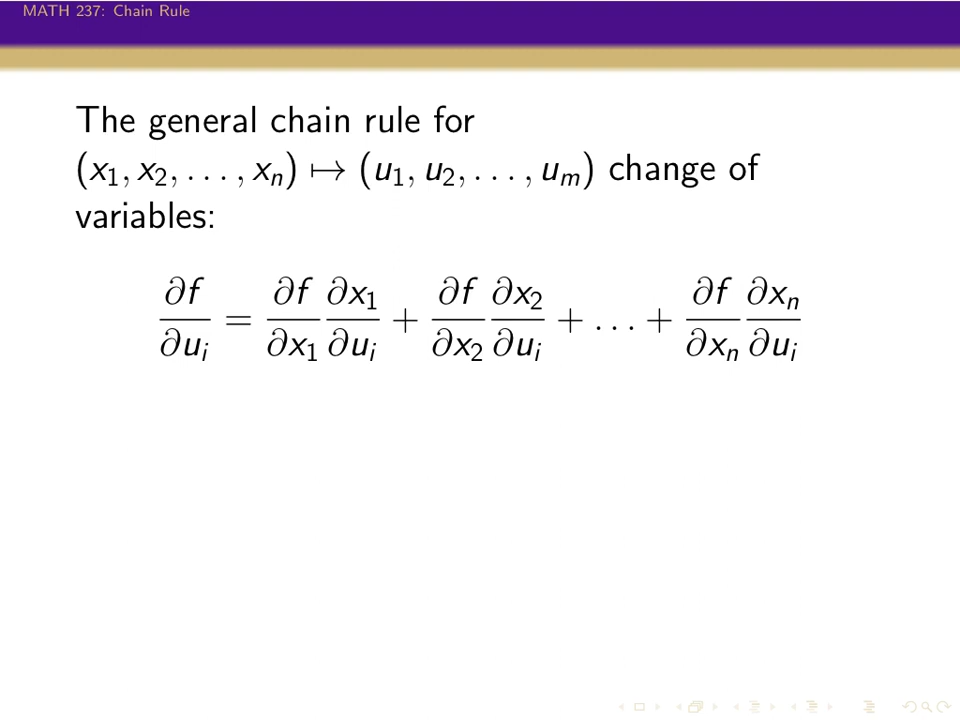 MATH 237: Chain Rule
The general chain rule for
(x₁, x₂, . . . , xₙ) ↦ (u₁, u₂, . . . , uₘ) change of
variables:
∂f/∂uᵢ = ∂f/∂x₁ ∂x₁/∂uᵢ + ∂f/∂x₂ ∂x₂/∂uᵢ + . . . + ∂f/∂xₙ ∂xₙ/∂uᵢ